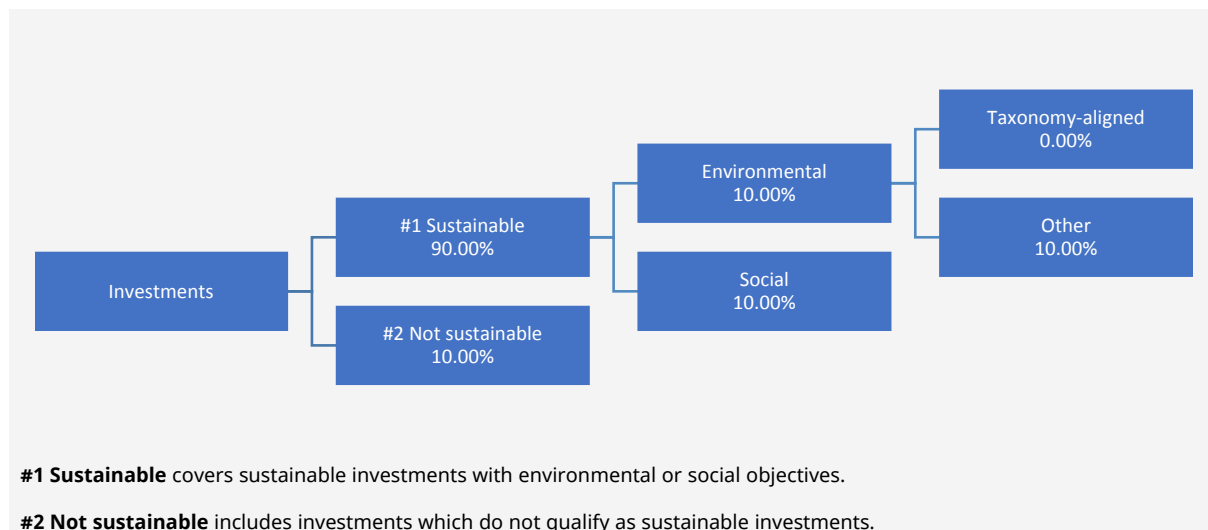 Taxonomy-aligned
0.00%
Environmental
10.00%
#1 Sustainable
90.00%
Other
10.00%
Investments
Social
10.00%
#2 Not sustainable
10.00%
#1 Sustainable covers sustainable investments with environmental or social objectives.
#2 Not sustainable includes investments which do not qualify as sustainable investments.